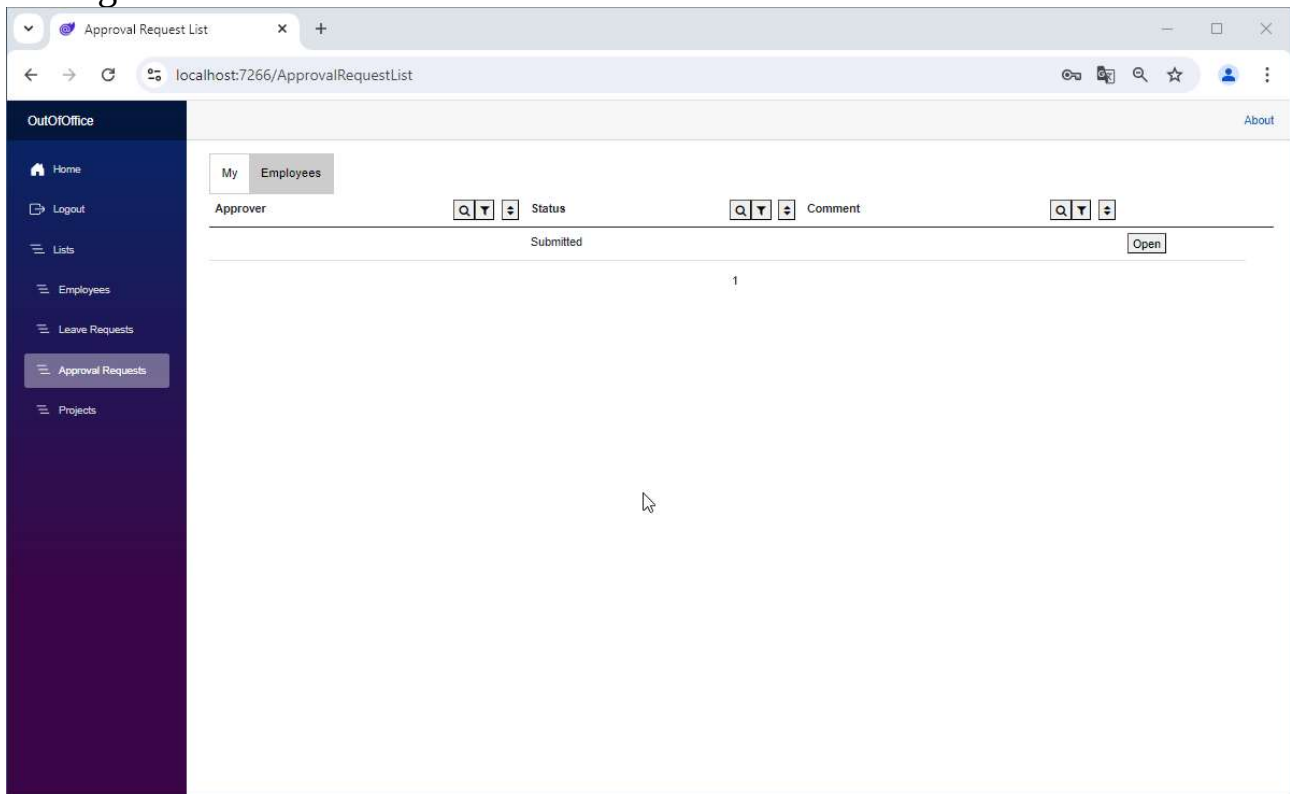 Approval Request List
localhost:7266/ApprovalRequestList
OutOfOffice
About
Home
Logout
Lists
Employees
Leave Requests
Approval Requests
Projects
My Employees
Approver Status Comment
Submitted Open
1